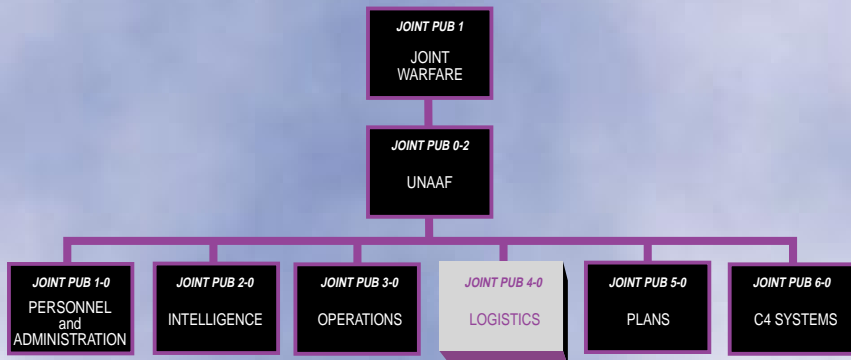 JOINT PUB 1
JOINT
WARFARE
JOINT PUB 0-2
UNAAF
JOINT PUB 1-0
PERSONNEL
and
ADMINISTRATION
JOINT PUB 2-0
INTELLIGENCE
JOINT PUB 3-0
OPERATIONS
JOINT PUB 4-0
LOGISTICS
JOINT PUB 5-0
PLANS
JOINT PUB 6-0
C4 SYSTEMS